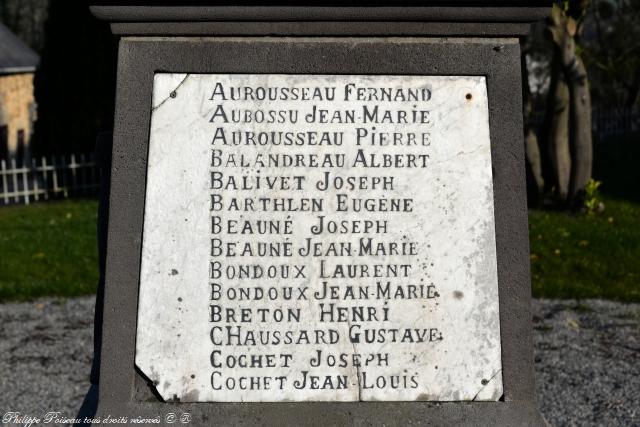 AUROUSSEAU FERNAND
AUBOSSU JEAN-MARIE
AUROUSSEAU PIERRE
BALANDREAU ALBERT
BALIVET JOSEPH
BARTHLEN EUGÈNE
BEAUNÉ JOSEPH
BEAUNÉ JEAN-MARIE
BONDOUX LAURENT
BONDOUX JEAN-MARIE
BRETON HENRI
CHAUSSARD GUSTAVE
COCHET JOSEPH
COCHET JEAN-LOUIS
Philippe Poiseau tous droits © ®